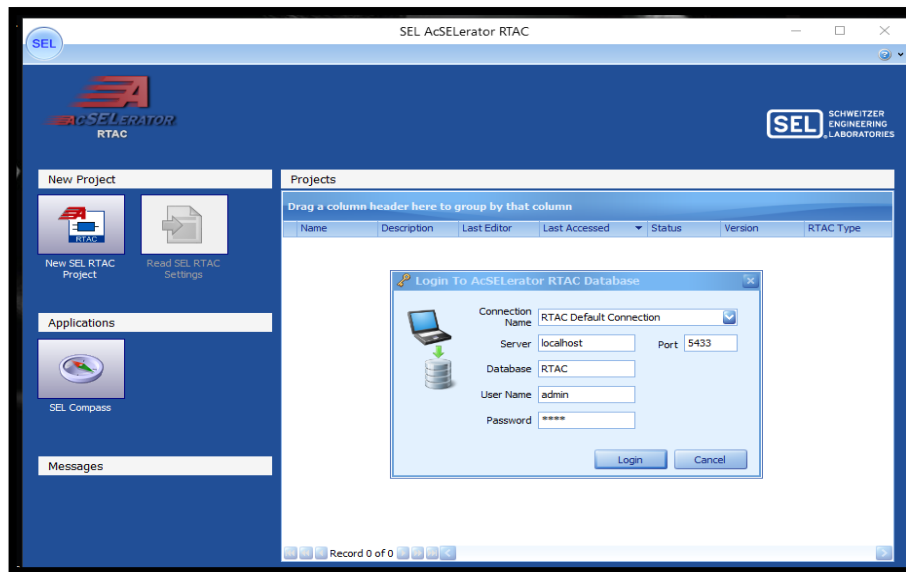 SEL AcSELerator RTAC
SEL
ACSELERATOR
RTAC
SEL SCHWEITZER
ENGINEERING
LABORATORIES
New Project
Projects
Drag a column header here to group by that column
Name Description Last Editor Last Accessed Status Version RTAC Type
RTAC
New SEL RTAC
Project
Read SEL RTAC
Settings
Login To AcSELerator RTAC Database
Connection
Name RTAC Default Connection
Server localhost Port 5433
Database RTAC
User Name admin
Password ****
Login Cancel
Applications
SEL Compass
Messages
Record 0 of 0